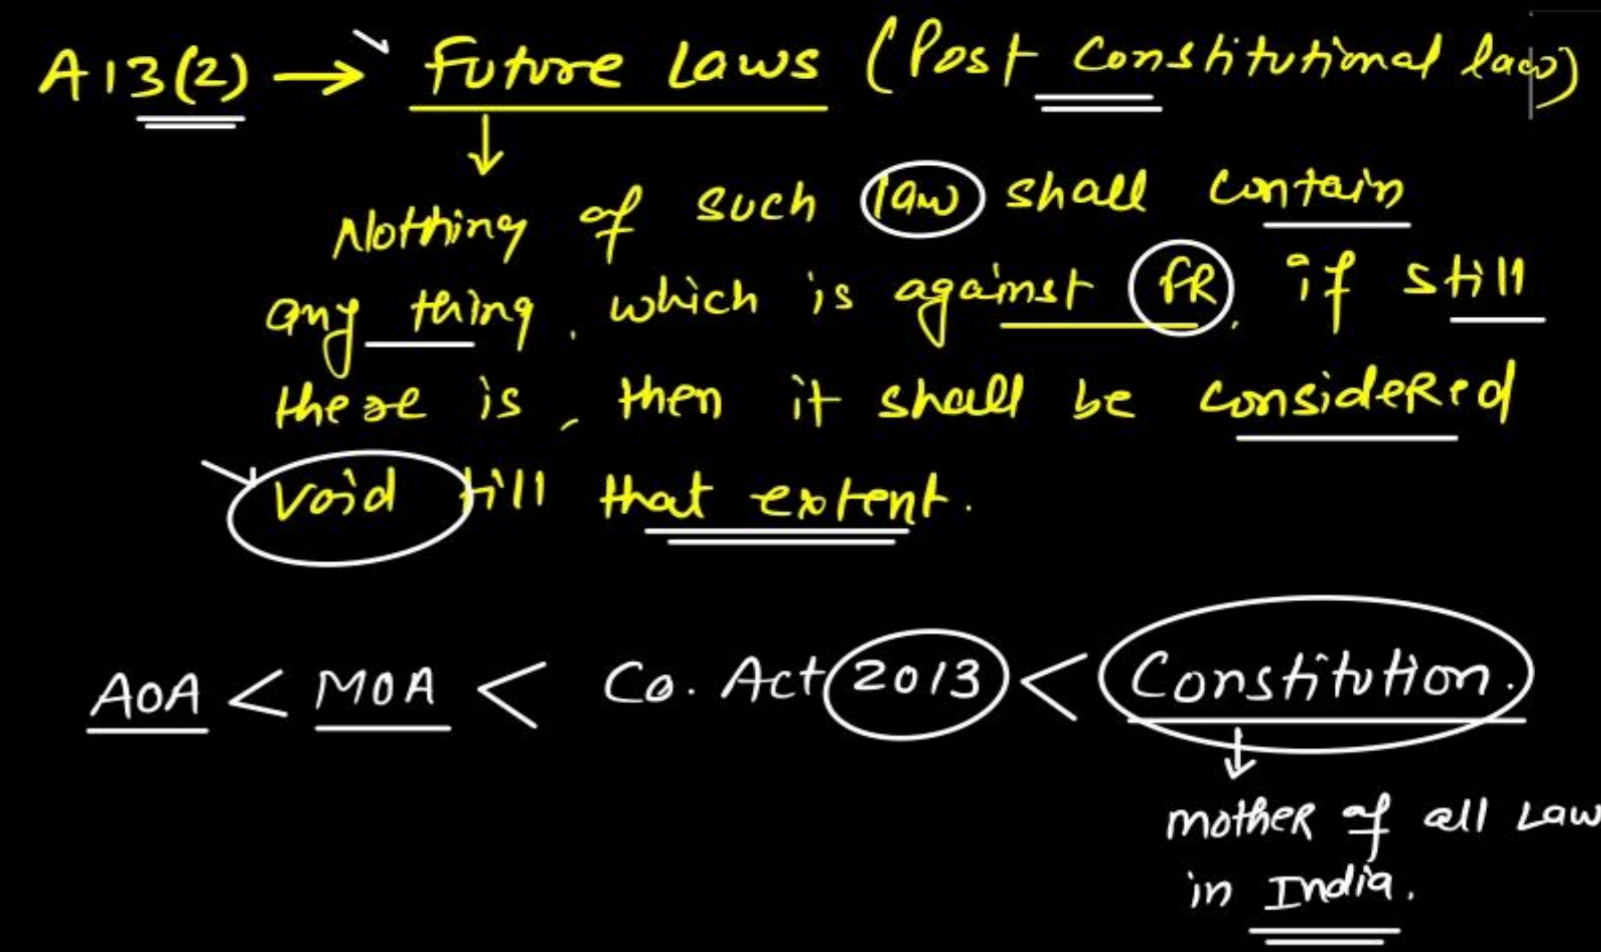 A 13(2) → Future Laws (Post Constitutional law)
↓
Nothing of such law shall contain
any thing, which is against FR, if still
there is, then it shall be considered
void till that extent.
AOA < MOA < Co. Act 2013 < Constitution.
↓
mother of all Law
in India.